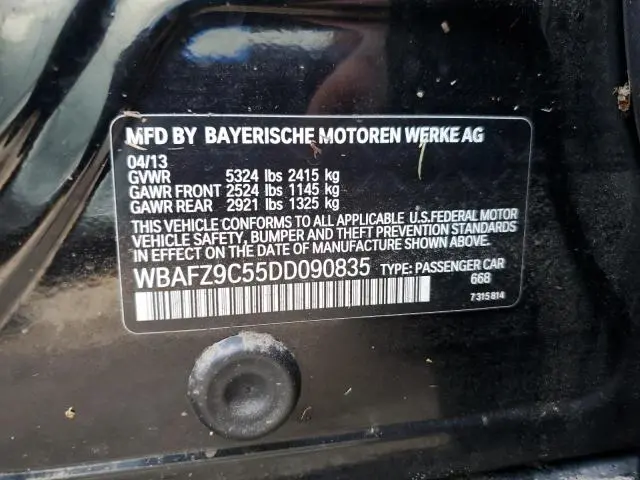 MFD BY BAYERISCHE MOTOREN WERKE AG
04/13
GVWR 5324 lbs 2415 kg
GAWR FRONT 2524 lbs 1145 kg
GAWR REAR 2921 lbs 1325 kg
THIS VEHICLE CONFORMS TO ALL APPLICABLE U.S.FEDERAL MOTOR
VEHICLE SAFETY, BUMPER AND THEFT PREVENTION STANDARDS
IN EFFECT ON THE DATE OF MANUFACTURE SHOWN ABOVE.
WBAFZ9C55DD090835 TYPE: PASSENGER CAR
668
7315814